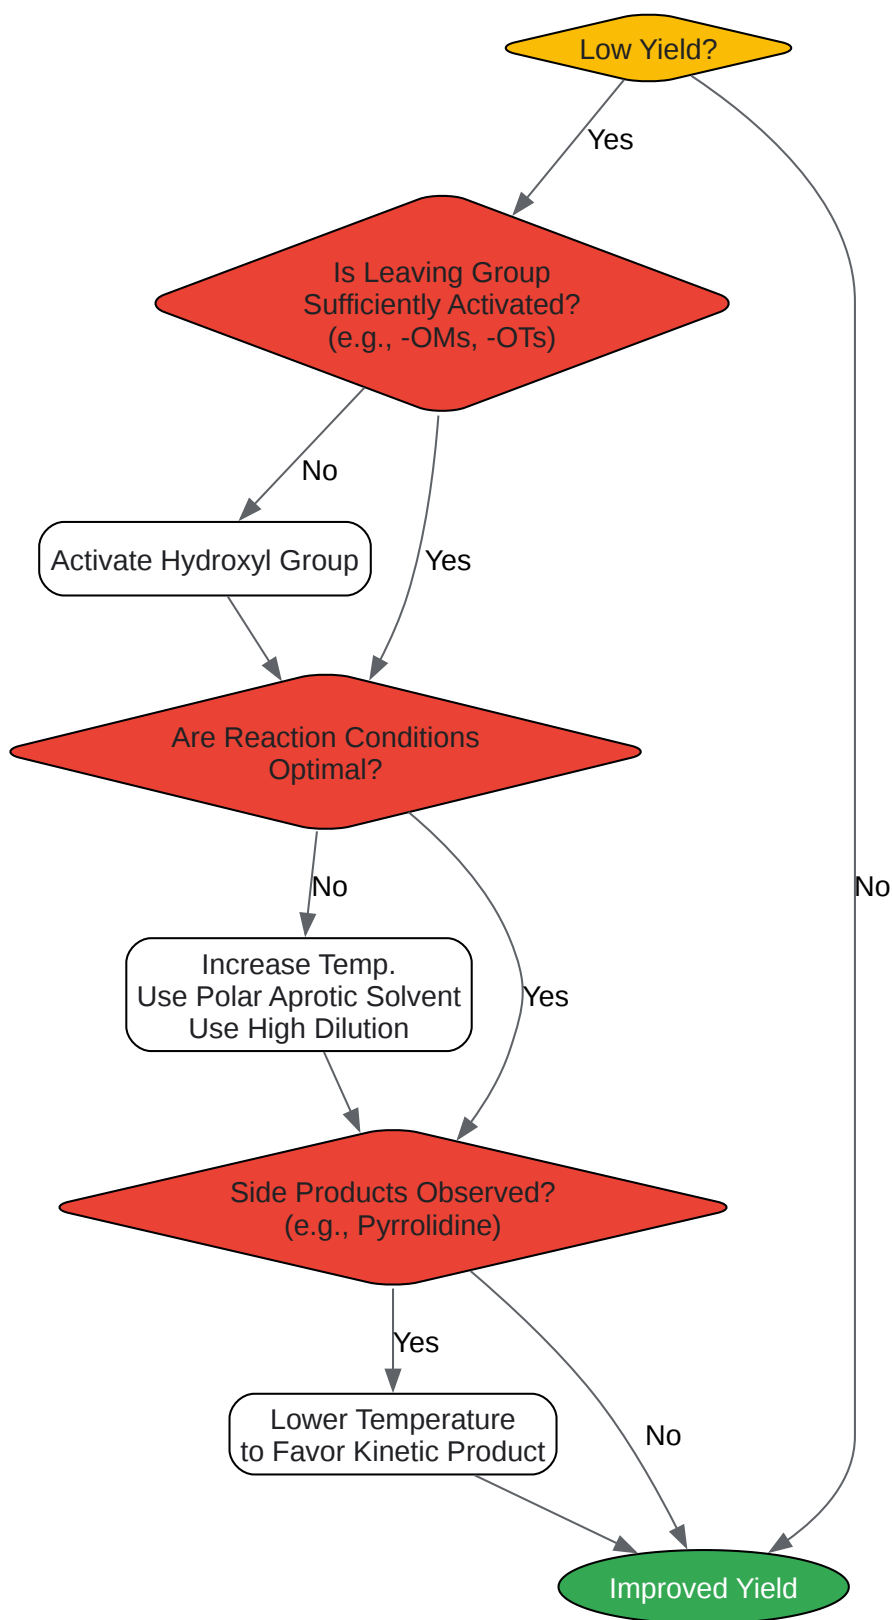 Low Yield?
Yes
Is Leaving Group
Sufficiently Activated?
(e.g., -OMs, -OTs)
No
Activate Hydroxyl Group
Yes
Are Reaction Conditions
Optimal?
No
No
Increase Temp.
Use Polar Aprotic Solvent
Use High Dilution
Yes
Side Products Observed?
(e.g., Pyrrolidine)
Yes
Lower Temperature
to Favor Kinetic Product
No
Improved Yield